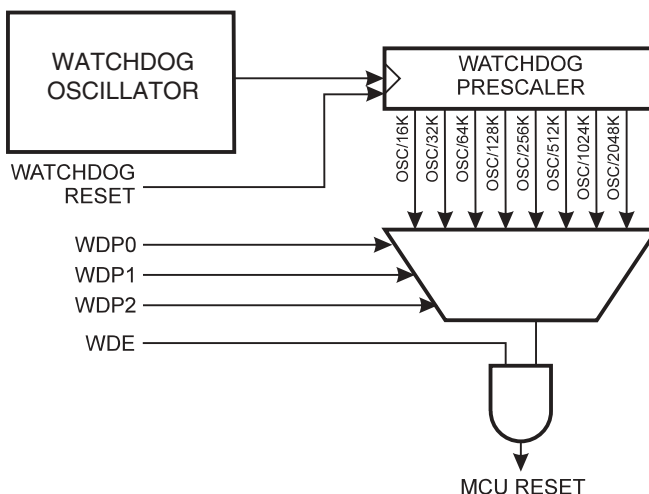 WATCHDOG
OSCILLATOR
WATCHDOG
PRESCALER
WATCHDOG
RESET
OSC/16K
OSC/32K
OSC/64K
OSC/128K
OSC/256K
OSC/512K
OSC/1024K
OSC/2048K
WDP0
WDP1
WDP2
WDE
MCU RESET